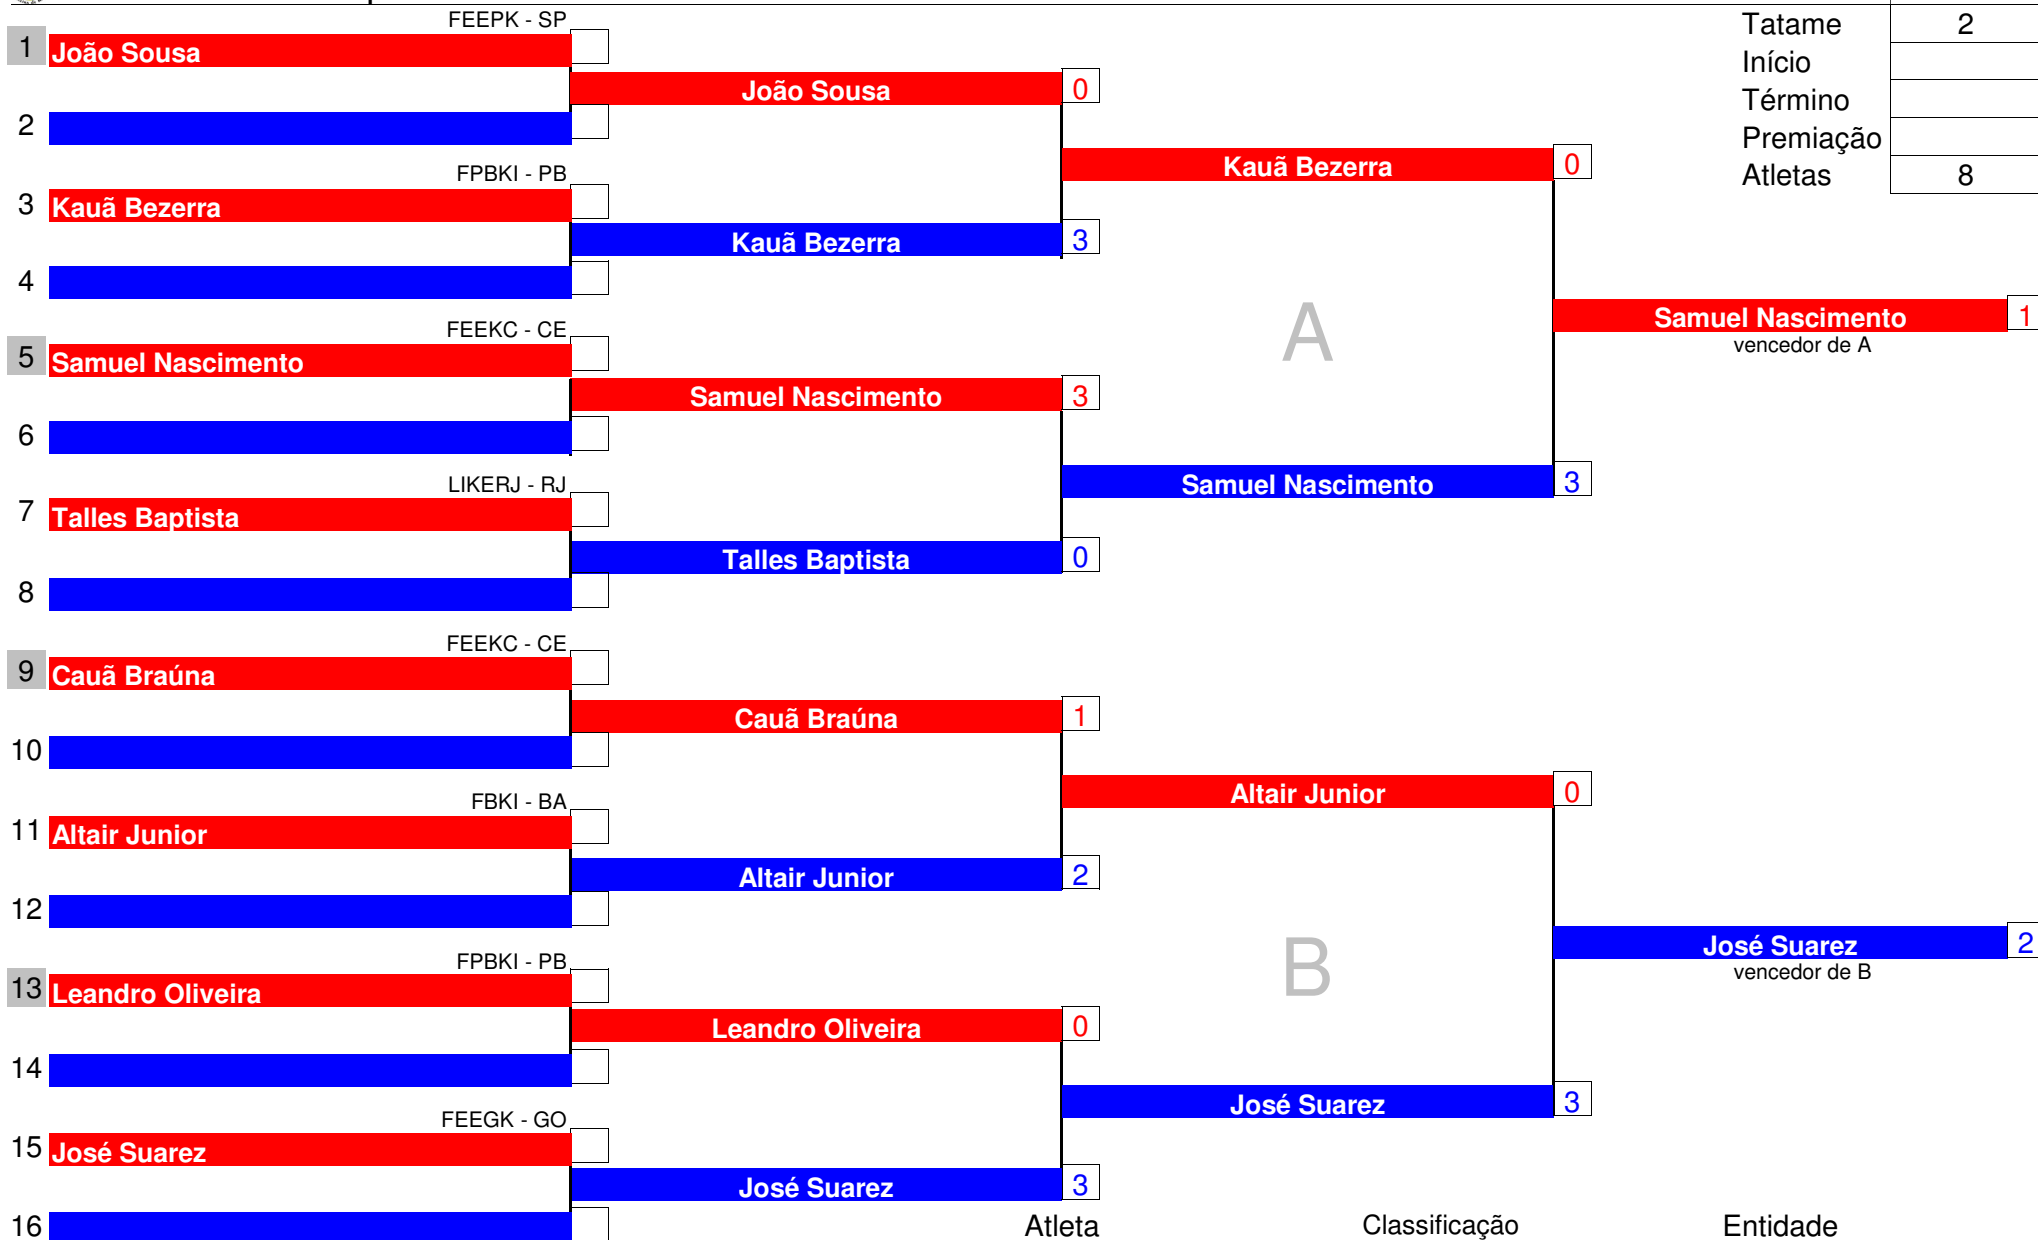 FEEPK - SP
Tatame 2
1 João Sousa
Início
João Sousa 0
Término
2
Premiação
Kauã Bezerra 0
FPBKI - PB
Atletas 8
3 Kauã Bezerra
Kauã Bezerra 3
4
A
Samuel Nascimento 1
FEEKC - CE
vencedor de A
5 Samuel Nascimento
Samuel Nascimento 3
6
Samuel Nascimento 3
LIKERJ - RJ
7 Talles Baptista
Talles Baptista 0
8
FEEKC - CE
9 Cauã Braúna
Cauã Braúna 1
10
Altair Junior 0
FBKI - BA
11 Altair Junior
Altair Junior 2
12
José Suarez 2
FPBKI - PB
B
vencedor de B
13 Leandro Oliveira
Leandro Oliveira 0
14
José Suarez 3
FEEGK - GO
15 José Suarez
José Suarez 3
16
Atleta Classificação Entidade